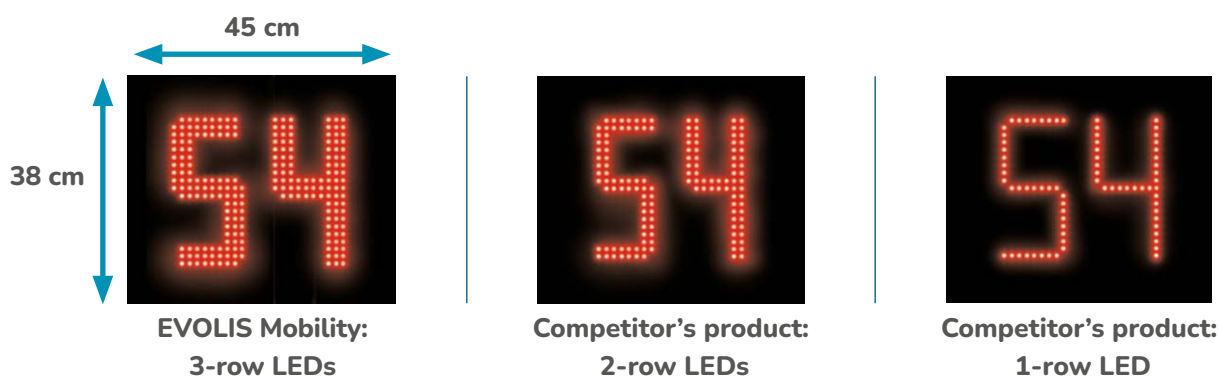 45 cm
38 cm
54
54
54
EVOLIS Mobility:
3-row LEDs
Competitor’s product:
2-row LEDs
Competitor’s product:
1-row LED